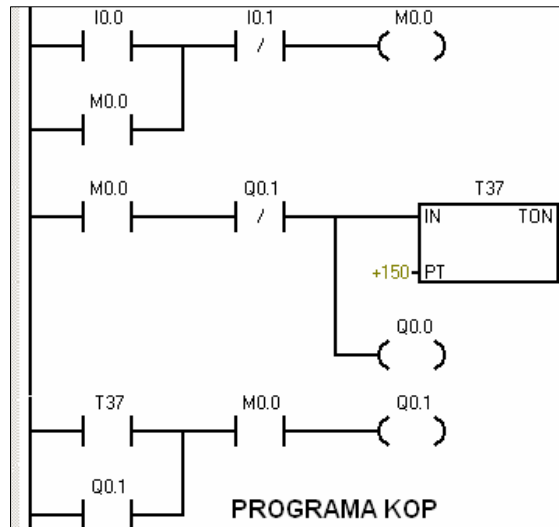 I0.0 I0.1 M0.0
/
M0.0
M0.0 Q0.1 T37
/ IN TON
+150 PT
Q0.0
T37 M0.0 Q0.1
Q0.1
PROGRAMA KOP